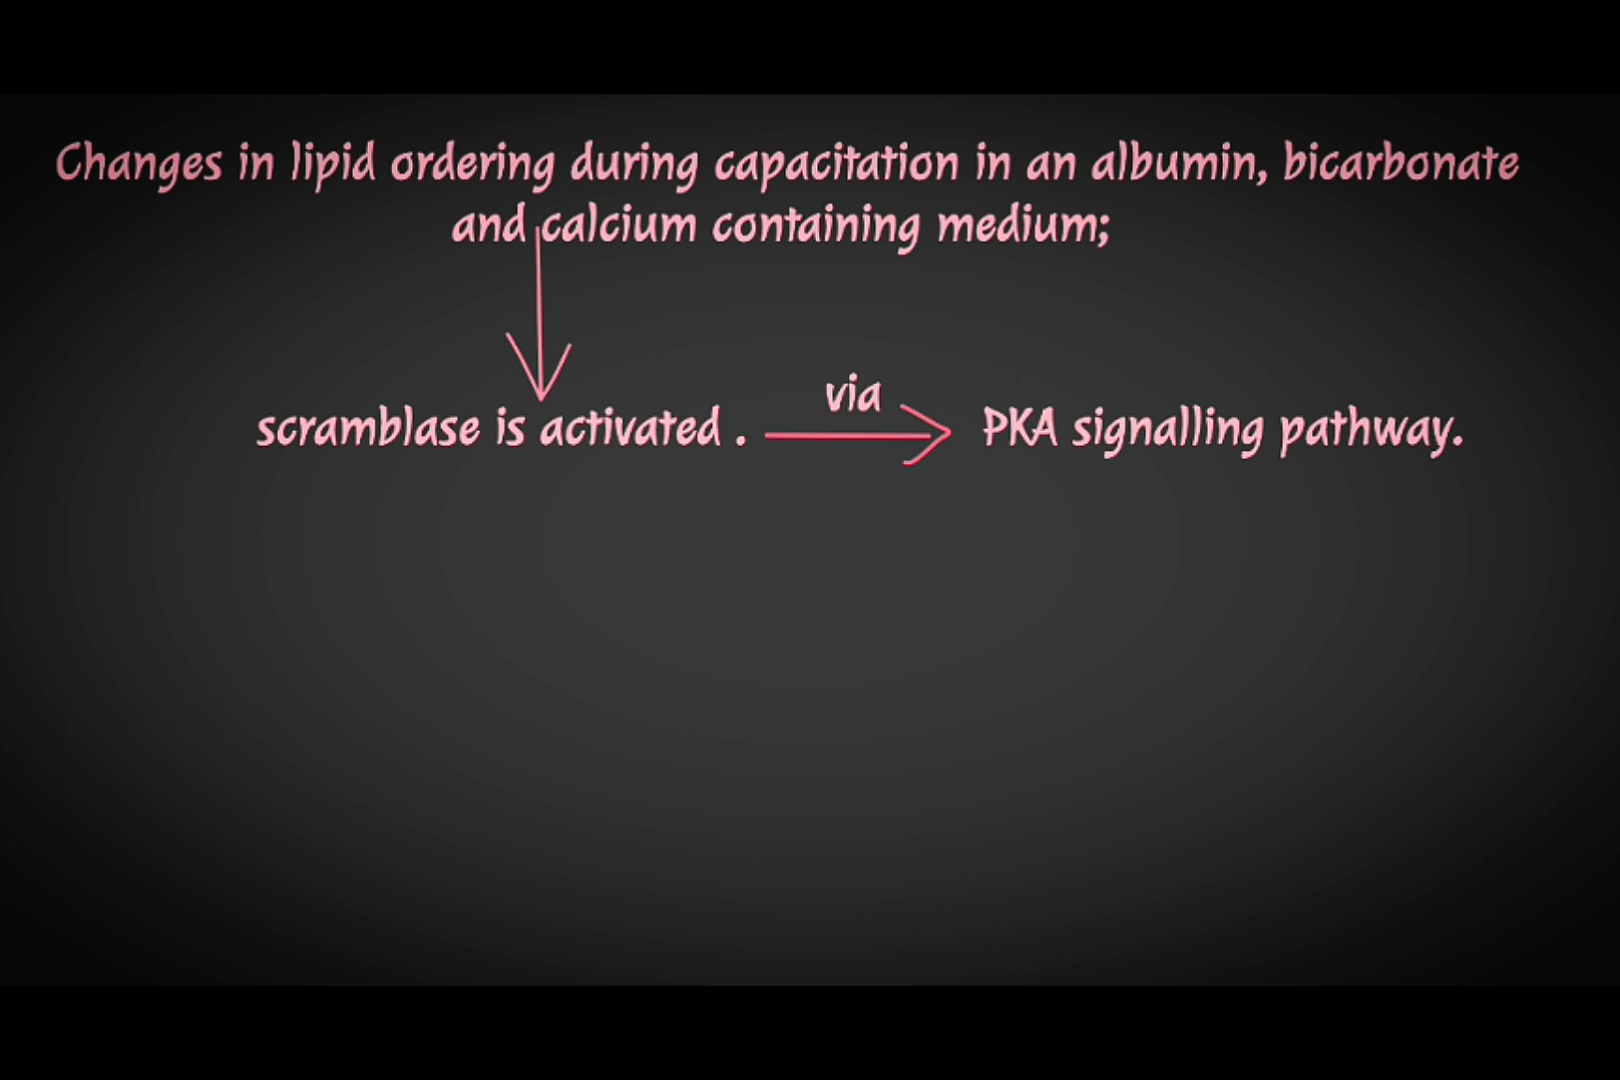 Changes in lipid ordering during capacitation in an albumin, bicarbonate
and calcium containing medium;
via
scramblase is activated . PKA signalling pathway.